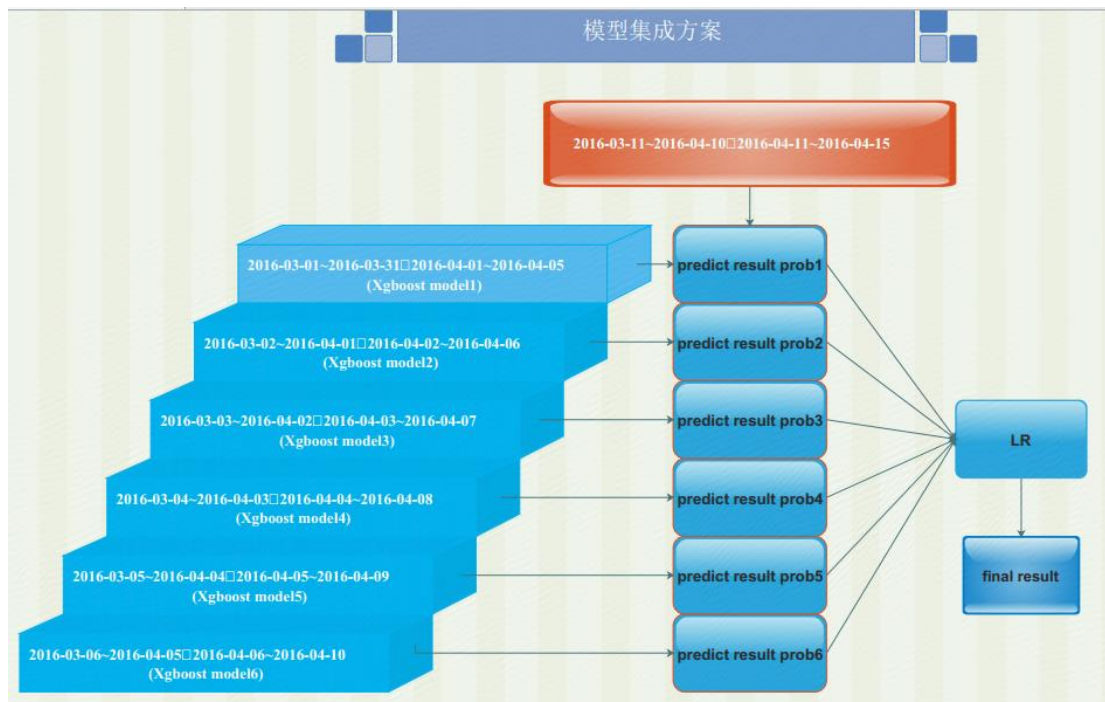 模型集成方案
2016-03-11~2016-04-10□2016-04-11~2016-04-15
2016-03-01~2016-03-31□2016-04-01~2016-04-05
(Xgboost model1)
predict result prob1
2016-03-02~2016-04-01□2016-04-02~2016-04-06
(Xgboost model2)
predict result prob2
2016-03-03~2016-04-02□2016-04-03~2016-04-07
(Xgboost model3)
predict result prob3
LR
2016-03-04~2016-04-03□2016-04-04~2016-04-08
(Xgboost model4)
predict result prob4
2016-03-05~2016-04-04□2016-04-05~2016-04-09
(Xgboost model5)
predict result prob5
final result
2016-03-06~2016-04-05□2016-04-06~2016-04-10
(Xgboost model6)
predict result prob6